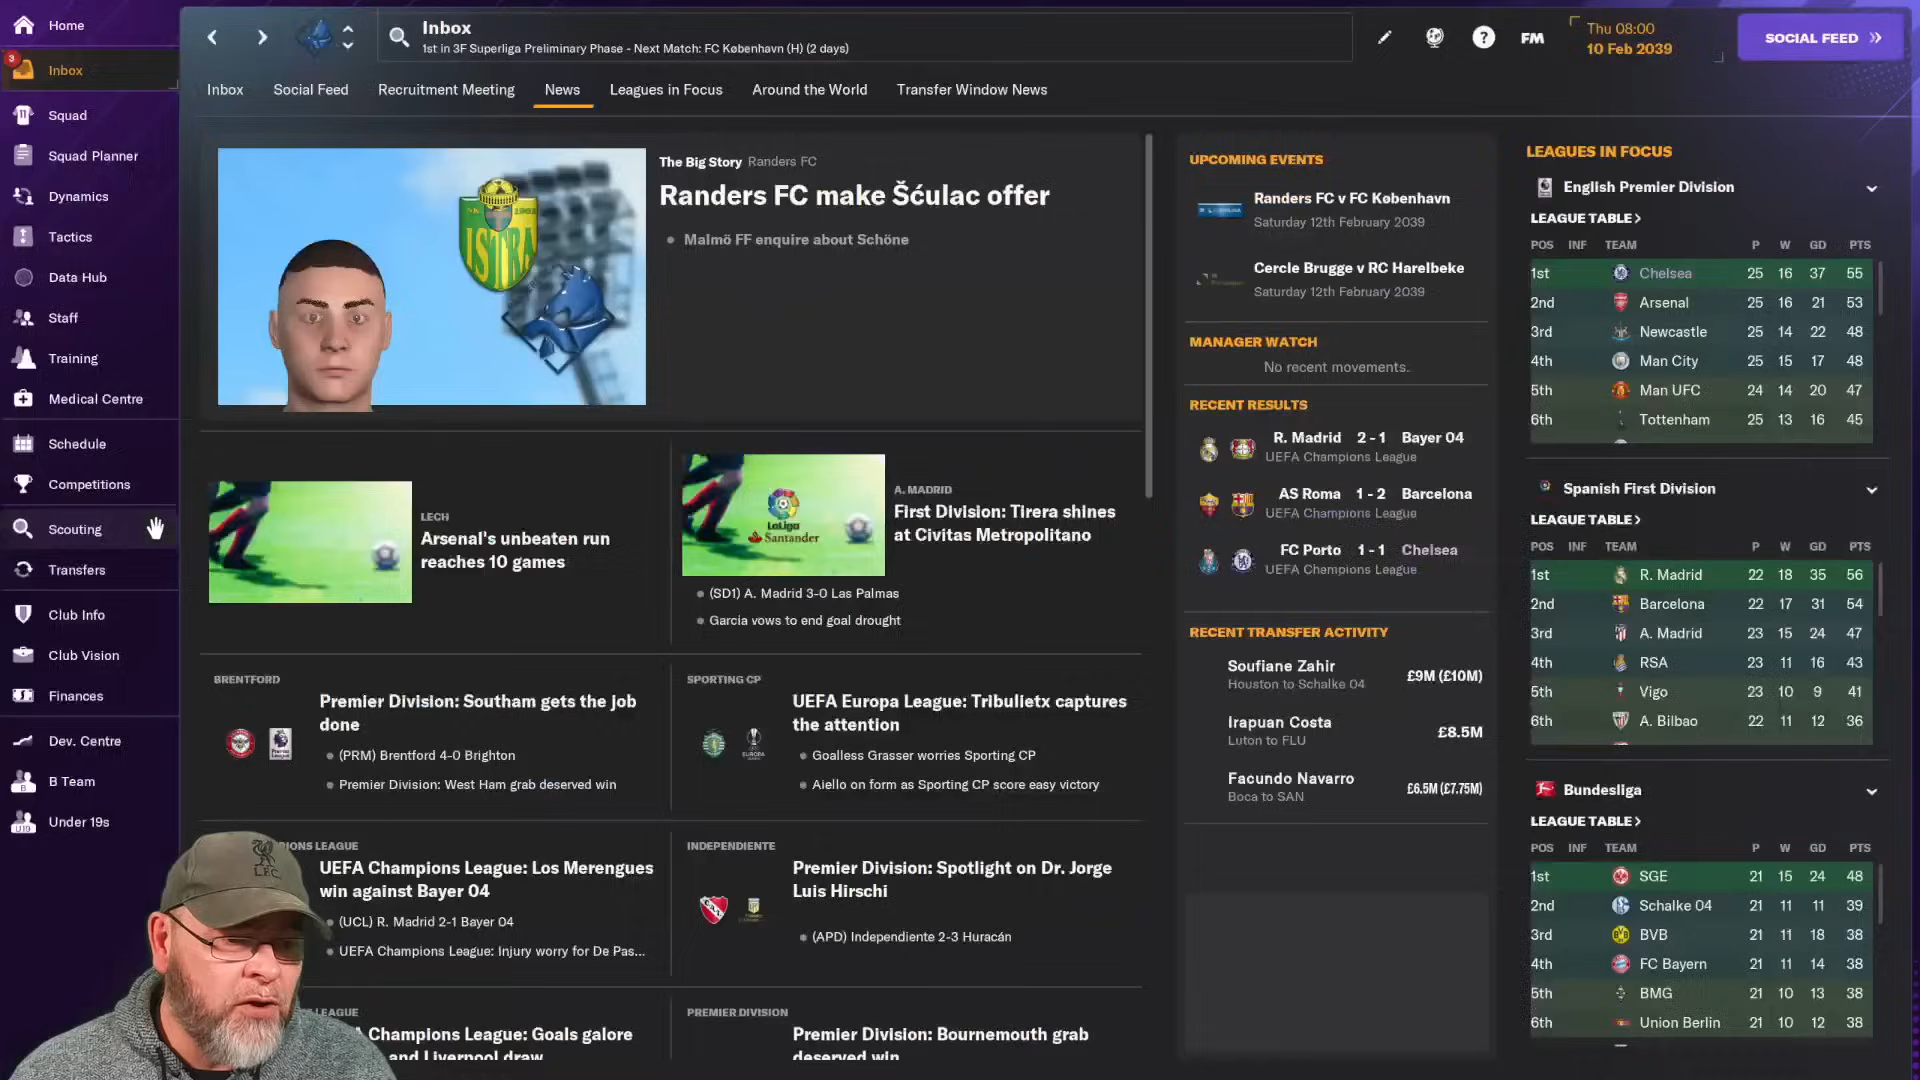 Home
3
Inbox
Squad
Squad Planner
Dynamics
Tactics
Data Hub
Staff
Training
Medical Centre
Schedule
Competitions
Scouting
Transfers
Club Info
Club Vision
Finances
Dev. Centre
B Team
Under 19s
Inbox
1st in 3F Superliga Preliminary Phase - Next Match: FC København (H) (2 days)
?
FM
Thu 08:00
10 Feb 2039
SOCIAL FEED
Inbox Social Feed Recruitment Meeting News Leagues in Focus Around the World Transfer Window News
ISTRA
The Big Story Randers FC
Randers FC make Šćulac offer
Malmö FF enquire about Schöne
LECH
Arsenal's unbeaten run
reaches 10 games
LaLiga
Santander
A. MADRID
First Division: Tirera shines
at Civitas Metropolitano
(SD1) A. Madrid 3-0 Las Palmas
Garcia vows to end goal drought
BRENTFORD
Premier Division: Southam gets the job
done
(PRM) Brentford 4-0 Brighton
Premier Division: West Ham grab deserved win
SPORTING CP
UEFA Europa League: Tribulietx captures
the attention
Goalless Grasser worries Sporting CP
Aiello on form as Sporting CP score easy victory
IONS LEAGUE
UEFA Champions League: Los Merengues
win against Bayer 04
(UCL) R. Madrid 2-1 Bayer 04
UEFA Champions League: Injury worry for De Pas...
INDEPENDIENTE
Premier Division: Spotlight on Dr. Jorge
Luis Hirschi
(APD) Independiente 2-3 Huracán
LEAGUE
A Champions League: Goals galore
and Liverpool draw
PREMIER DIVISION
Premier Division: Bournemouth grab
deserved win
L.F.C.
UPCOMING EVENTS
Randers FC v FC København
Saturday 12th February 2039
Cercle Brugge v RC Harelbeke
Saturday 12th February 2039
MANAGER WATCH
No recent movements.
RECENT RESULTS
R. Madrid 2 - 1 Bayer 04
UEFA Champions League
AS Roma 1 - 2 Barcelona
UEFA Champions League
FC Porto 1 - 1 Chelsea
UEFA Champions League
RECENT TRANSFER ACTIVITY
Soufiane Zahir £9M (£10M)
Houston to Schalke 04
Irapuan Costa £8.5M
Luton to FLU
Facundo Navarro £6.5M (£7.75M)
Boca to SAN
LEAGUES IN FOCUS
English Premier Division
LEAGUE TABLE >
POS INF TEAM P W GD PTS
1st Chelsea 25 16 37 55
2nd Arsenal 25 16 21 53
3rd Newcastle 25 14 22 48
4th Man City 25 15 17 48
5th Man UFC 24 14 20 47
6th Tottenham 25 13 16 45
Spanish First Division
LEAGUE TABLE >
POS INF TEAM P W GD PTS
1st R. Madrid 22 18 35 56
2nd Barcelona 22 17 31 54
3rd A. Madrid 23 15 24 47
4th RSA 23 11 16 43
5th Vigo 23 10 9 41
6th A. Bilbao 22 11 12 36
Bundesliga
LEAGUE TABLE >
POS INF TEAM P W GD PTS
1st SGE 21 15 24 48
2nd Schalke 04 21 11 11 39
3rd BVB 21 11 18 38
4th FC Bayern 21 11 14 38
5th BMG 21 10 13 38
6th Union Berlin 21 10 12 38